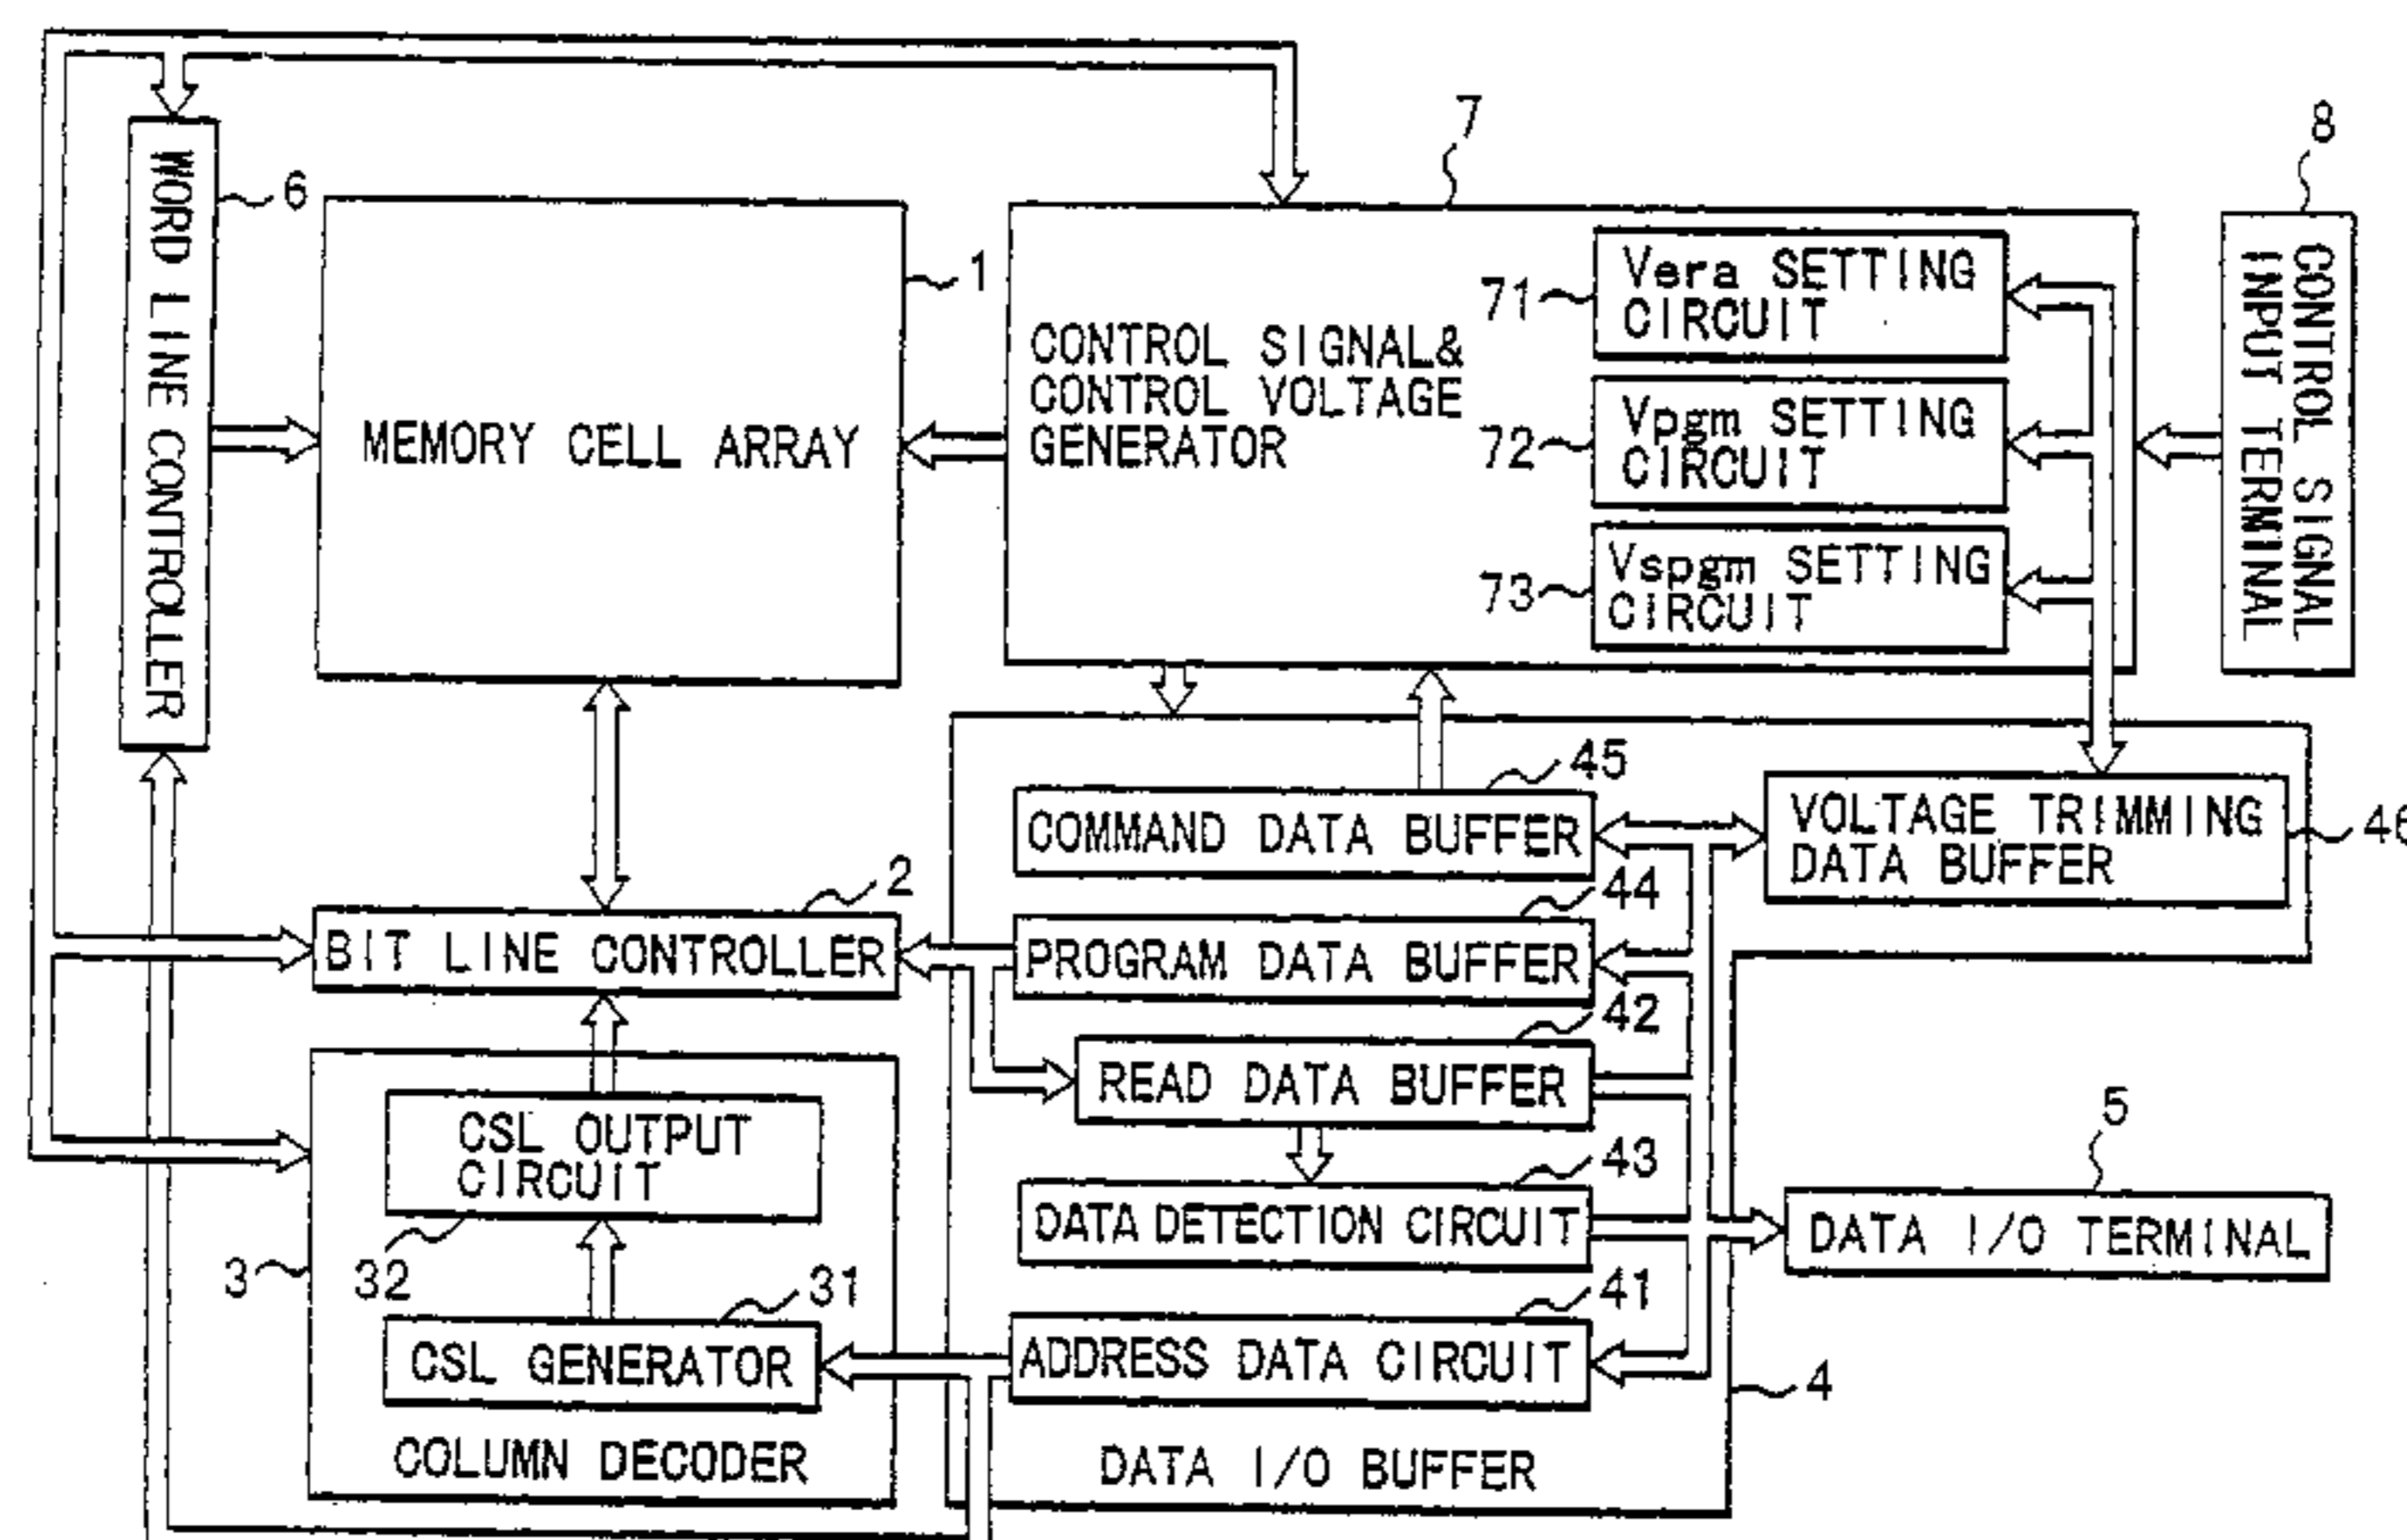 7
8
WORD LINE CONTROLLER
6
MEMORY CELL ARRAY
1
CONTROL SIGNAL&
CONTROL VOLTAGE
GENERATOR
71
Vera SETTING
CIRCUIT
72
Vpgm SETTING
CIRCUIT
73
Vspgm SETTING
CIRCUIT
CONTROL SIGNAL
INPUT TERMINAL
45
COMMAND DATA BUFFER
VOLTAGE TRIMMING
DATA BUFFER
46
2
BIT LINE CONTROLLER
44
PROGRAM DATA BUFFER
42
READ DATA BUFFER
CSL OUTPUT
CIRCUIT
32
3
43
DATA DETECTION CIRCUIT
5
DATA I/O TERMINAL
31
CSL GENERATOR
41
ADDRESS DATA CIRCUIT
4
COLUMN DECODER
DATA I/O BUFFER